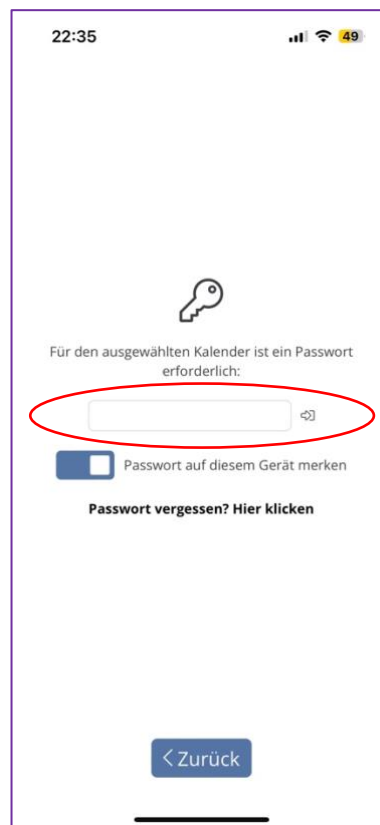 22:35
49
Für den ausgewählten Kalender ist ein Passwort
erforderlich:
Passwort auf diesem Gerät merken
Passwort vergessen? Hier klicken
Zurück